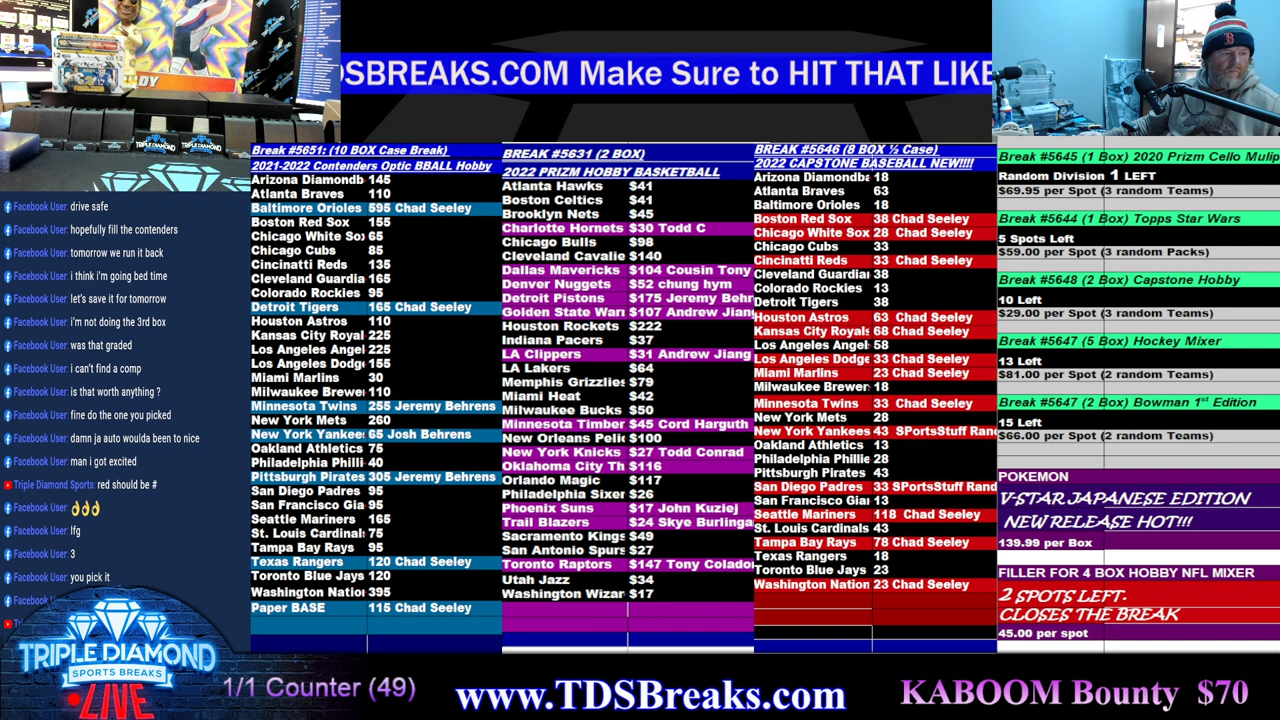 DSBREAKS.COM Make Sure to HIT THAT LIKE
DY
Facebook User: drive safe
Facebook User: hopefully fill the contenders
Facebook User: tomorrow we run it back
Facebook User: i think i'm going bed time
Facebook User: let's save it for tomorrow
Facebook User: i'm not doing the 3rd box
Facebook User: was that graded
Facebook User: i can't find a comp
Facebook User: is that worth anything ?
Facebook User: fine do the one you picked
Facebook User: damn ja auto woulda been to nice
Facebook User: man i got excited
Triple Diamond Sports: red should be #
Facebook User: 👌👌👌
Facebook User: lfg
Facebook User: 3
Facebook User: you pick it
Break #5651: (10 BOX Case Break)
2021-2022 Contenders Optic BBALL Hobby
Arizona Diamondb 145
Atlanta Braves 110
Baltimore Orioles 595 Chad Seeley
Boston Red Sox 155
Chicago White Sox 65
Chicago Cubs 85
Cincinatti Reds 135
Cleveland Guardian 165
Colorado Rockies 95
Detroit Tigers 165 Chad Seeley
Houston Astros 110
Kansas City Royal 225
Los Angeles Angel 225
Los Angeles Dodge 155
Miami Marlins 30
Milwaukee Brewer 110
Minnesota Twins 255 Jeremy Behrens
New York Mets 260
New York Yankees 65 Josh Behrens
Oakland Athletics 75
Philadelphia Philli 40
Pittsburgh Pirates 305 Jeremy Behrens
San Diego Padres 95
San Francisco Gia 95
Seattle Mariners 165
St. Louis Cardinals 75
Tampa Bay Rays 95
Texas Rangers 120 Chad Seeley
Toronto Blue Jays 120
Washington Nation 395
Paper BASE 115 Chad Seeley
BREAK #5631 (2 BOX)
2022 PRIZM HOBBY BASKETBALL
Atlanta Hawks $41
Boston Celtics $41
Brooklyn Nets $45
Charlotte Hornets $30 Todd C
Chicago Bulls $98
Cleveland Cavalie $140
Dallas Mavericks $104 Cousin Tony
Denver Nuggets $52 chung hym
Detroit Pistons $175 Jeremy Behr
Golden State Warr $107 Andrew Jiang
Houston Rockets $222
Indiana Pacers $37
LA Clippers $31 Andrew Jiang
LA Lakers $64
Memphis Grizzlies $79
Miami Heat $42
Milwaukee Bucks $50
Minnesota Timber $45 Cord Harguth
New Orleans Pelic $100
New York Knicks $27 Todd Conrad
Oklahoma City Th $116
Orlando Magic $117
Philadelphia Sixer $26
Phoenix Suns $17 John Kuziej
Trail Blazers $24 Skye Burlinga
Sacramento Kings $49
San Antonio Spurs $27
Toronto Raptors $147 Tony Colado
Utah Jazz $34
Washington Wizar $17
BREAK #5646 (8 BOX ½ Case)
2022 CAPSTONE BASEBALL NEW!!!!
Arizona Diamondba 18
Atlanta Braves 63
Baltimore Orioles 18
Boston Red Sox 38 Chad Seeley
Chicago White Sox 28 Chad Seeley
Chicago Cubs 33
Cincinatti Reds 33 Chad Seeley
Cleveland Guardian 38
Colorado Rockies 13
Detroit Tigers 38
Houston Astros 63 Chad Seeley
Kansas City Royals 68 Chad Seeley
Los Angeles Angel 58
Los Angeles Dodge 33 Chad Seeley
Miami Marlins 23 Chad Seeley
Milwaukee Brewer 18
Minnesota Twins 33 Chad Seeley
New York Mets 28
New York Yankees 43 SPortsStuff Rand
Oakland Athletics 13
Philadelphia Phillie 28
Pittsburgh Pirates 43
San Diego Padres 33 SPortsStuff Rand
San Francisco Gian 13
Seattle Mariners 118 Chad Seeley
St. Louis Cardinals 43
Tampa Bay Rays 78 Chad Seeley
Texas Rangers 18
Toronto Blue Jays 23
Washington Nation 23 Chad Seeley
Break #5645 (1 Box) 2020 Prizm Cello Mulip
Random Division 1 LEFT
$69.95 per Spot (3 random Teams)
Break #5644 (1 Box) Topps Star Wars
5 Spots Left
$59.00 per Spot (3 random Packs)
Break #5648 (2 Box) Capstone Hobby
10 Left
$29.00 per Spot (3 random Teams)
Break #5647 (5 Box) Hockey Mixer
13 Left
$81.00 per Spot (2 random Teams)
Break #5647 (2 Box) Bowman 1st Edition
15 Left
$66.00 per Spot (2 random Teams)
POKEMON
V-STAR JAPANESE EDITION
NEW RELEASE HOT!!!
139.99 per Box
FILLER FOR 4 BOX HOBBY NFL MIXER
2 SPOTS LEFT.
CLOSES THE BREAK
45.00 per spot
TRIPLE DIAMOND
SPORTS BREAKS
LIVE
1/1 Counter (49)
www.TDSBreaks.com
KABOOM Bounty $70